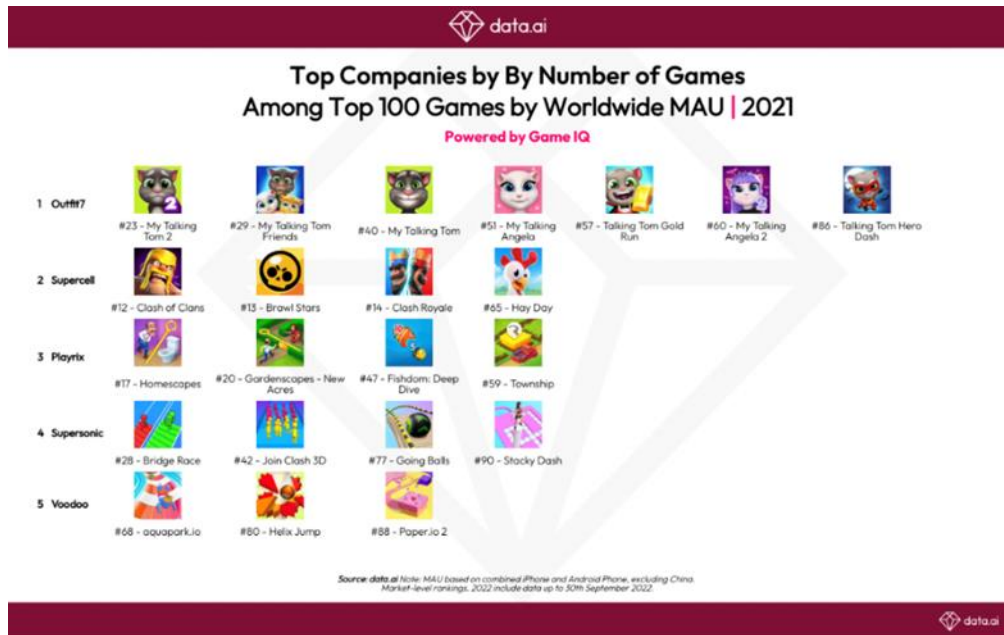 data.ai
Top Companies by By Number of Games
Among Top 100 Games by Worldwide MAU | 2021
Powered by Game IQ
1 Outfit7
2
#23 - My Talking
Tom 2
#29 - My Talking Tom
Friends
#40 - My Talking Tom
#51 - My Talking
Angela
#57 - Talking Tom Gold
Run
#60 - My Talking
Angela 2
#86 - Talking Tom Hero
Dash
2 Supercell
#12 - Clash of Clans
#13 - Brawl Stars
#14 - Clash Royale
#65 - Hay Day
3 Playrix
#17 - Homescapes
#20 - Gardenscapes - New
Acres
#47 - Fishdom: Deep
Dive
#59 - Township
4 Supersonic
#28 - Bridge Race
#42 - Join Clash 3D
#77 - Going Balls
#90 - Stacky Dash
5 Voodoo
#68 - aquapark.io
#80 - Helix Jump
#88 - Paper.io 2
Source: data.ai Note: MAU based on combined iPhone and Android Phone, excluding China.
Market-level rankings. 2022 include data up to 30th September 2022.
data.ai